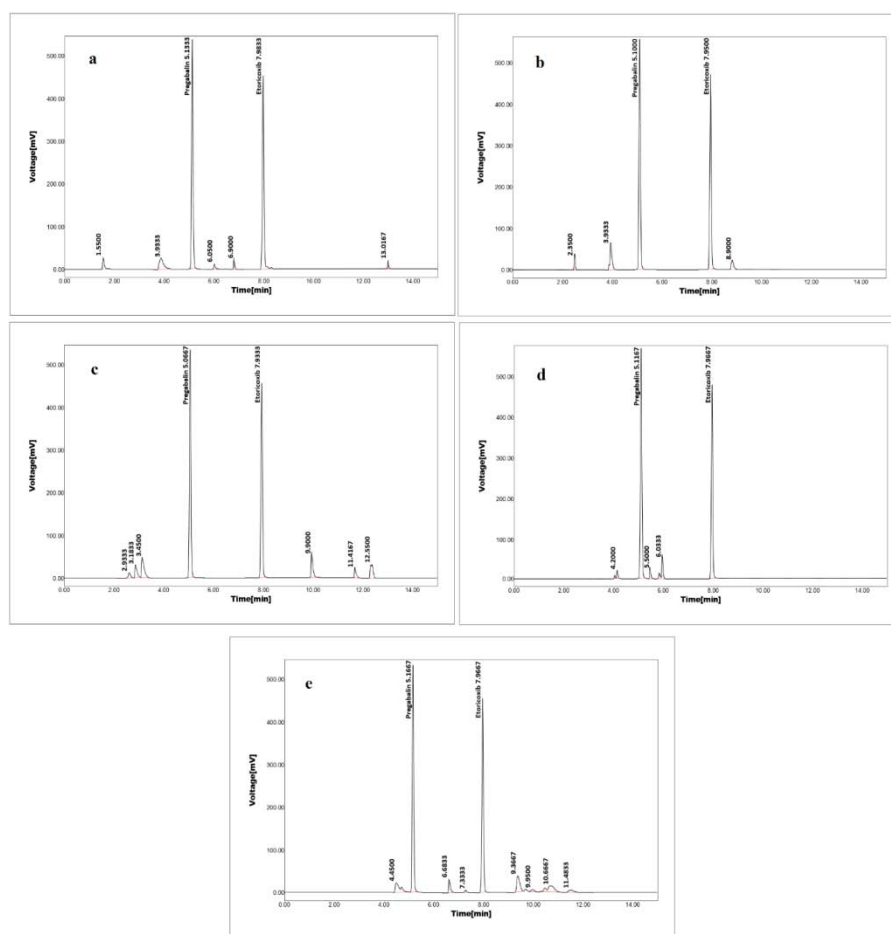 a
Voltage[mV]
500.00
400.00
300.00
200.00
100.00
0.00
1.5500
3.9333
Pregabalin 5.1333
6.0500
6.9000
Etoricoxib 7.9833
13.0167
0.00 2.00 4.00 6.00 8.00 10.00 12.00 14.00
Time[min]
b
Voltage[mV]
500.00
400.00
300.00
200.00
100.00
0.00
2.3500
3.9333
Pregabalin 5.1000
Etoricoxib 7.9500
8.9000
0.00 2.00 4.00 6.00 8.00 10.00 12.00 14.00
Time[min]
c
Voltage[mV]
500.00
400.00
300.00
200.00
100.00
0.00
2.9333
3.1833
3.4500
Pregabalin 5.0667
Etoricoxib 7.9333
9.9000
11.4167
12.5500
0.00 2.00 4.00 6.00 8.00 10.00 12.00 14.00
Time[min]
d
Voltage[mV]
500.00
400.00
300.00
200.00
100.00
0.00
4.2000
Pregabalin 5.1167
5.5000
6.0333
Etoricoxib 7.9667
0.00 2.00 4.00 6.00 8.00 10.00 12.00 14.00
Time[min]
e
Voltage[mV]
500.00
400.00
300.00
200.00
100.00
0.00
4.4500
Pregabalin 5.1667
6.6833
7.3333
Etoricoxib 7.9667
9.3667
9.9500
10.6667
11.4833
0.00 2.00 4.00 6.00 8.00 10.00 12.00 14.00
Time[min]